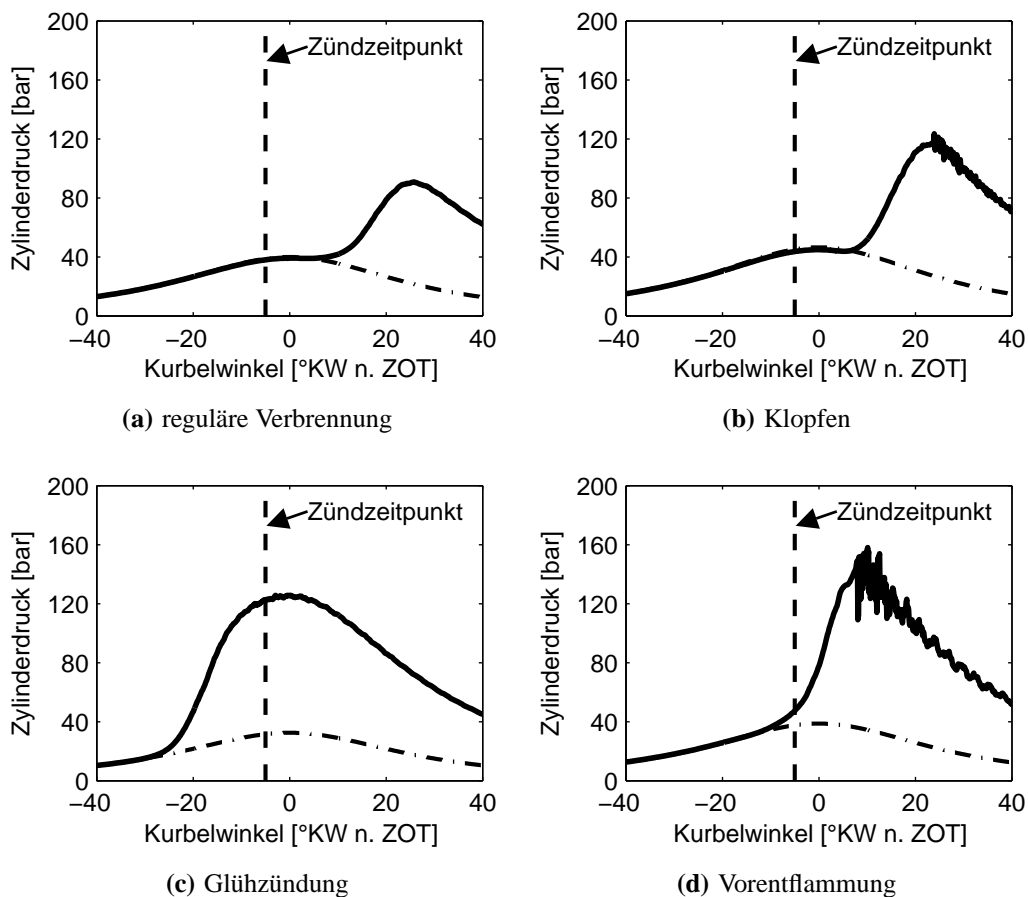 200
160
120
80
40
0
Zylinderdruck [bar]
Zündzeitpunkt
−40 −20 0 20 40
Kurbelwinkel [°KW n. ZOT]
(a) reguläre Verbrennung
200
160
120
80
40
0
Zylinderdruck [bar]
Zündzeitpunkt
−40 −20 0 20 40
Kurbelwinkel [°KW n. ZOT]
(b) Klopfen
200
160
120
80
40
0
Zylinderdruck [bar]
Zündzeitpunkt
−40 −20 0 20 40
Kurbelwinkel [°KW n. ZOT]
(c) Glühzündung
200
160
120
80
40
0
Zylinderdruck [bar]
Zündzeitpunkt
−40 −20 0 20 40
Kurbelwinkel [°KW n. ZOT]
(d) Vorentflammung